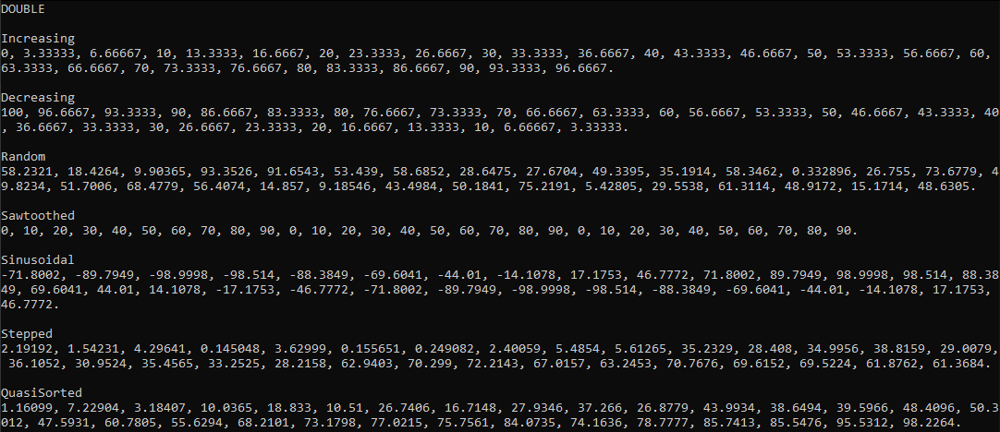 DOUBLE
Increasing
0, 3.33333, 6.66667, 10, 13.3333, 16.6667, 20, 23.3333, 26.6667, 30, 33.3333, 36.6667, 40, 43.3333, 46.6667, 50, 53.3333, 56.6667, 60,
63.3333, 66.6667, 70, 73.3333, 76.6667, 80, 83.3333, 86.6667, 90, 93.3333, 96.6667.
Decreasing
100, 96.6667, 93.3333, 90, 86.6667, 83.3333, 80, 76.6667, 73.3333, 70, 66.6667, 63.3333, 60, 56.6667, 53.3333, 50, 46.6667, 43.3333, 40
, 36.6667, 33.3333, 30, 26.6667, 23.3333, 20, 16.6667, 13.3333, 10, 6.66667, 3.33333.
Random
58.2321, 18.4264, 9.90365, 93.3526, 91.6543, 53.439, 58.6852, 28.6475, 27.6704, 49.3395, 35.1914, 58.3462, 0.332896, 26.755, 73.6779, 4
9.8234, 51.7006, 68.4779, 56.4074, 14.857, 9.18546, 43.4984, 50.1841, 75.2191, 5.42805, 29.5538, 61.3114, 48.9172, 15.1714, 48.6305.
Sawtoothed
0, 10, 20, 30, 40, 50, 60, 70, 80, 90, 0, 10, 20, 30, 40, 50, 60, 70, 80, 90, 0, 10, 20, 30, 40, 50, 60, 70, 80, 90.
Sinusoidal
-71.8002, -89.7949, -98.9998, -98.514, -88.3849, -69.6041, -44.01, -14.1078, 17.1753, 46.7772, 71.8002, 89.7949, 98.9998, 98.514, 88.38
49, 69.6041, 44.01, 14.1078, -17.1753, -46.7772, -71.8002, -89.7949, -98.9998, -98.514, -88.3849, -69.6041, -44.01, -14.1078, 17.1753,
46.7772.
Stepped
2.19192, 1.54231, 4.29641, 0.145048, 3.62999, 0.155651, 0.249082, 2.40059, 5.4854, 5.61265, 35.2329, 28.408, 34.9956, 38.8159, 29.0079,
36.1052, 30.9524, 35.4565, 33.2525, 28.2158, 62.9403, 70.299, 72.2143, 67.0157, 63.2453, 70.7676, 69.6152, 69.5224, 61.8762, 61.3684.
QuasiSorted
1.16099, 7.22904, 3.18407, 10.0365, 18.833, 10.51, 26.7406, 16.7148, 27.9346, 37.266, 26.8779, 43.9934, 38.6494, 39.5966, 48.4096, 50.3
012, 47.5931, 60.7805, 55.6294, 68.2101, 73.1798, 77.0215, 75.7561, 84.0735, 74.1636, 78.7777, 85.7413, 85.5476, 95.5312, 98.2264.